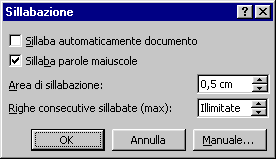 Sillabazione
Sillaba automaticamente documento
Sillaba parole maiuscole
Area di sillabazione: 0,5 cm
Righe consecutive sillabate (max): Illimitate
OK Annulla Manuale...